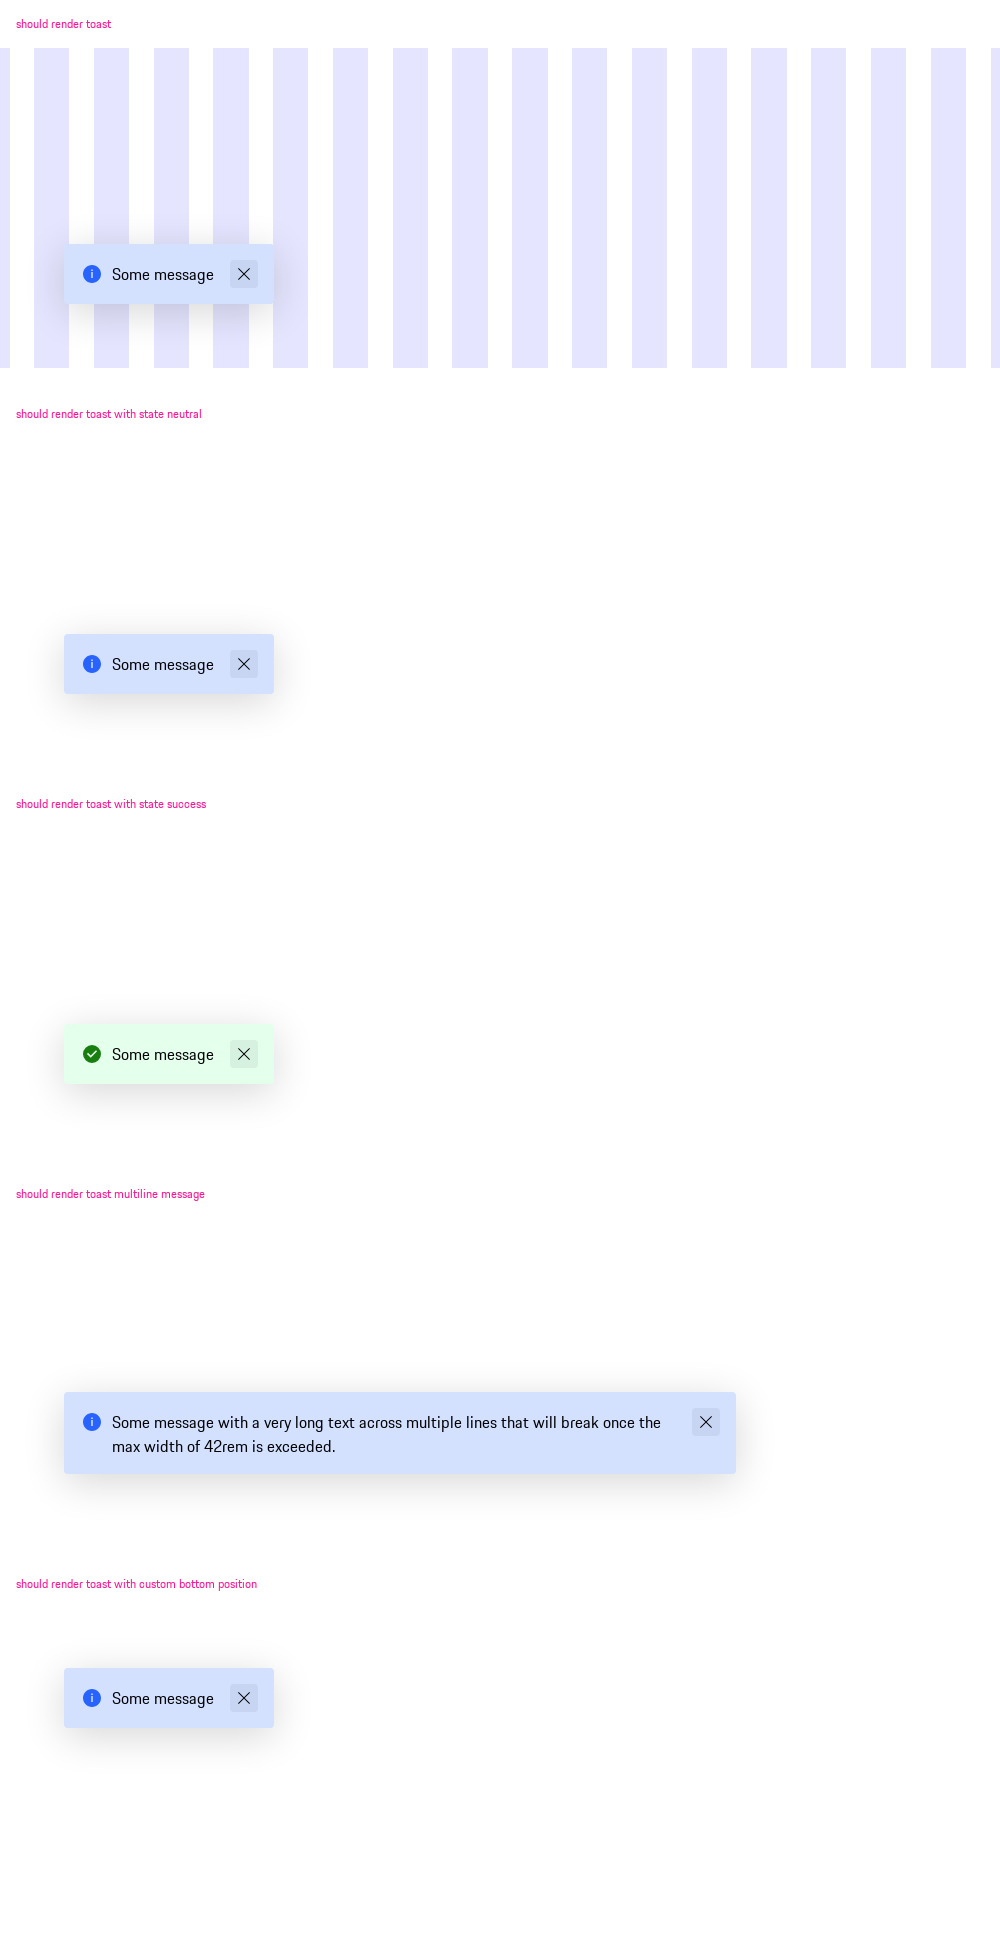 should render toast
Some message
should render toast with state neutral
Some message
should render toast with state success
Some message
should render toast multiline message
Some message with a very long text across multiple lines that will break once the
max width of 42rem is exceeded.
should render toast with custom bottom position
Some message